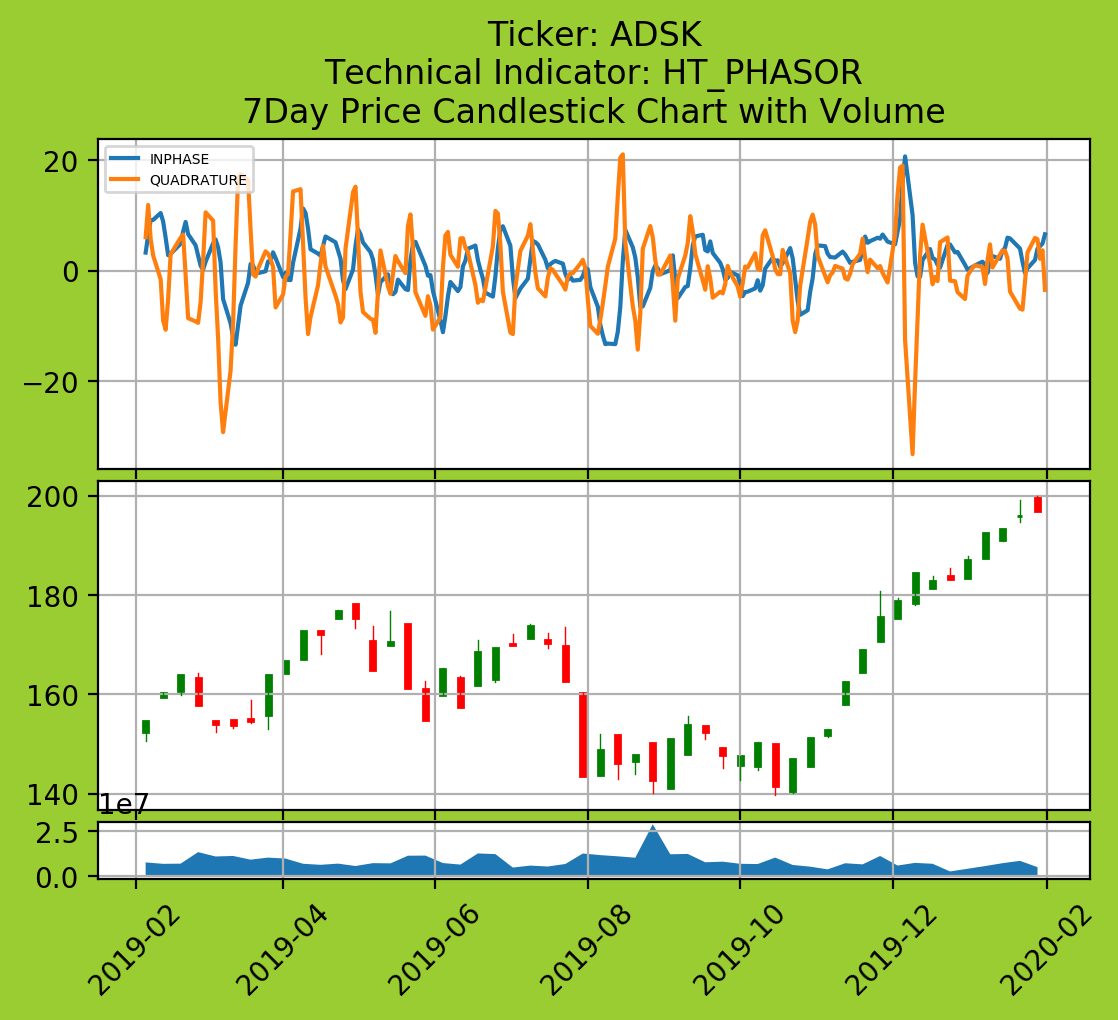 Ticker: ADSK
Technical Indicator: HT_PHASOR
7Day Price Candlestick Chart with Volume
INPHASE
QUADRATURE
20
0
−20
200
180
160
140
1e7
2.5
0.0
2019-02
2019-04
2019-06
2019-08
2019-10
2019-12
2020-02